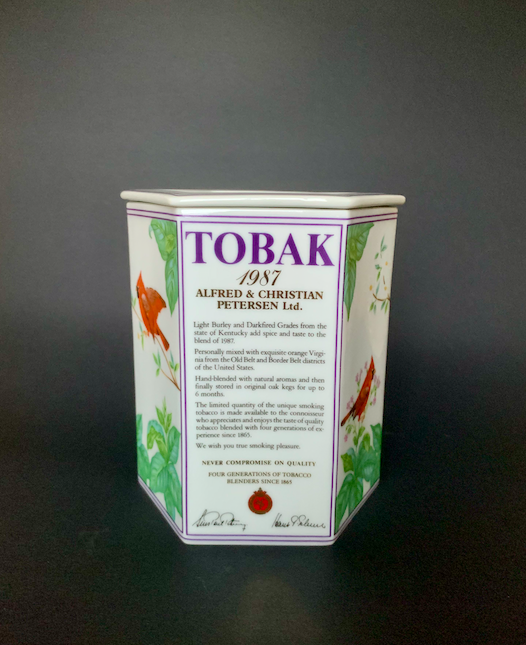 TOBAK
1987
ALFRED & CHRISTIAN
PETERSEN Ltd.
Light Burley and Darkfired Grades from the
state of Kentucky add spice and taste to the
blend of 1987.
Personally mixed with exquisite orange Virgi-
nia from the Old Belt and Border Belt districts
of the United States.
Hand-blended with natural aromas and then
finally stored in original oak kegs for up to
6 months.
The limited quantity of the unique smoking
tobacco is made available to the connoisseur
who appreciates and enjoys the taste of quality
tobacco blended with four generations of ex-
perience since 1865.
We wish you true smoking pleasure.
NEVER COMPROMISE ON QUALITY
FOUR GENERATIONS OF TOBACCO
BLENDERS SINCE 1865